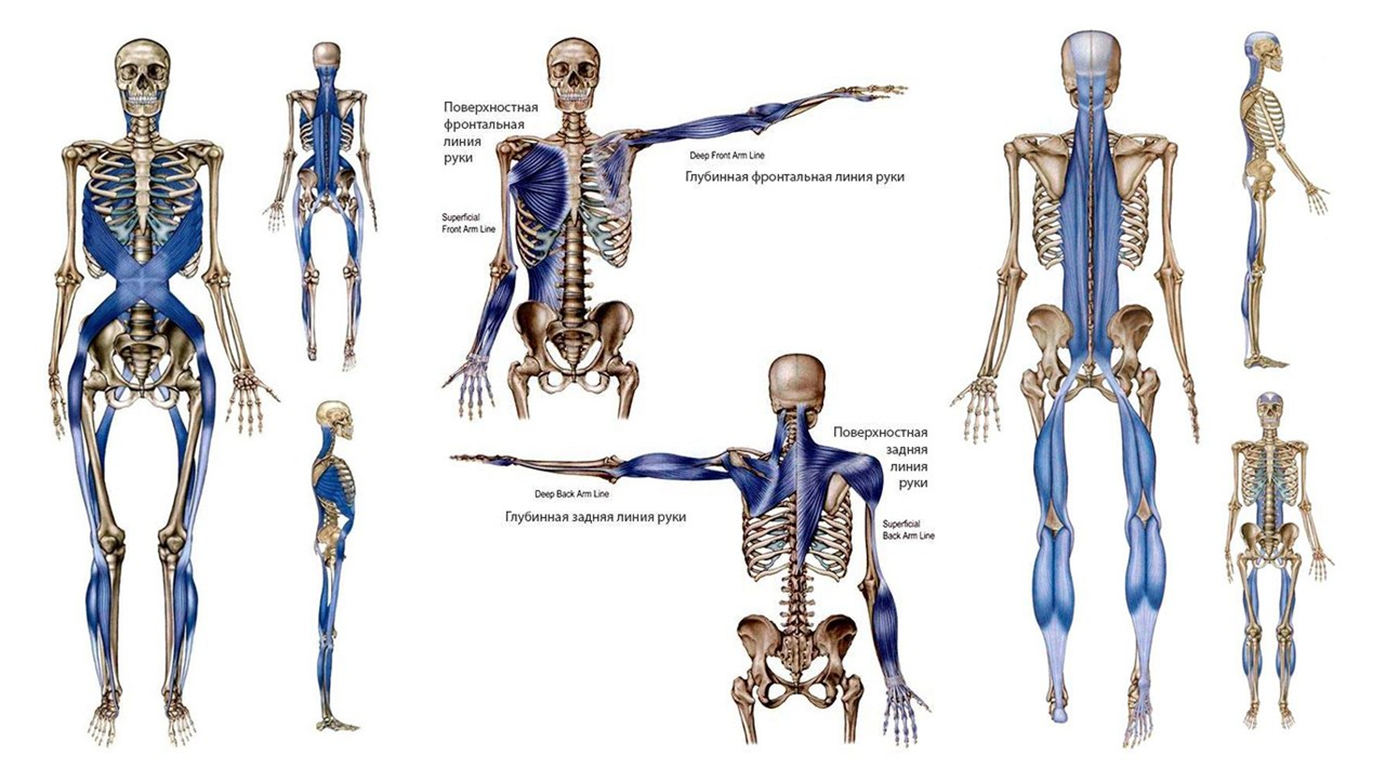 Поверхностная
фронтальная
линия
руки
Deep Front Arm Line
Глубинная фронтальная линия руки
Superficial
Front Arm Line
Поверхностная
задняя
линия
руки
Deep Back Arm Line
Глубинная задняя линия руки
Superficial
Back Arm Line